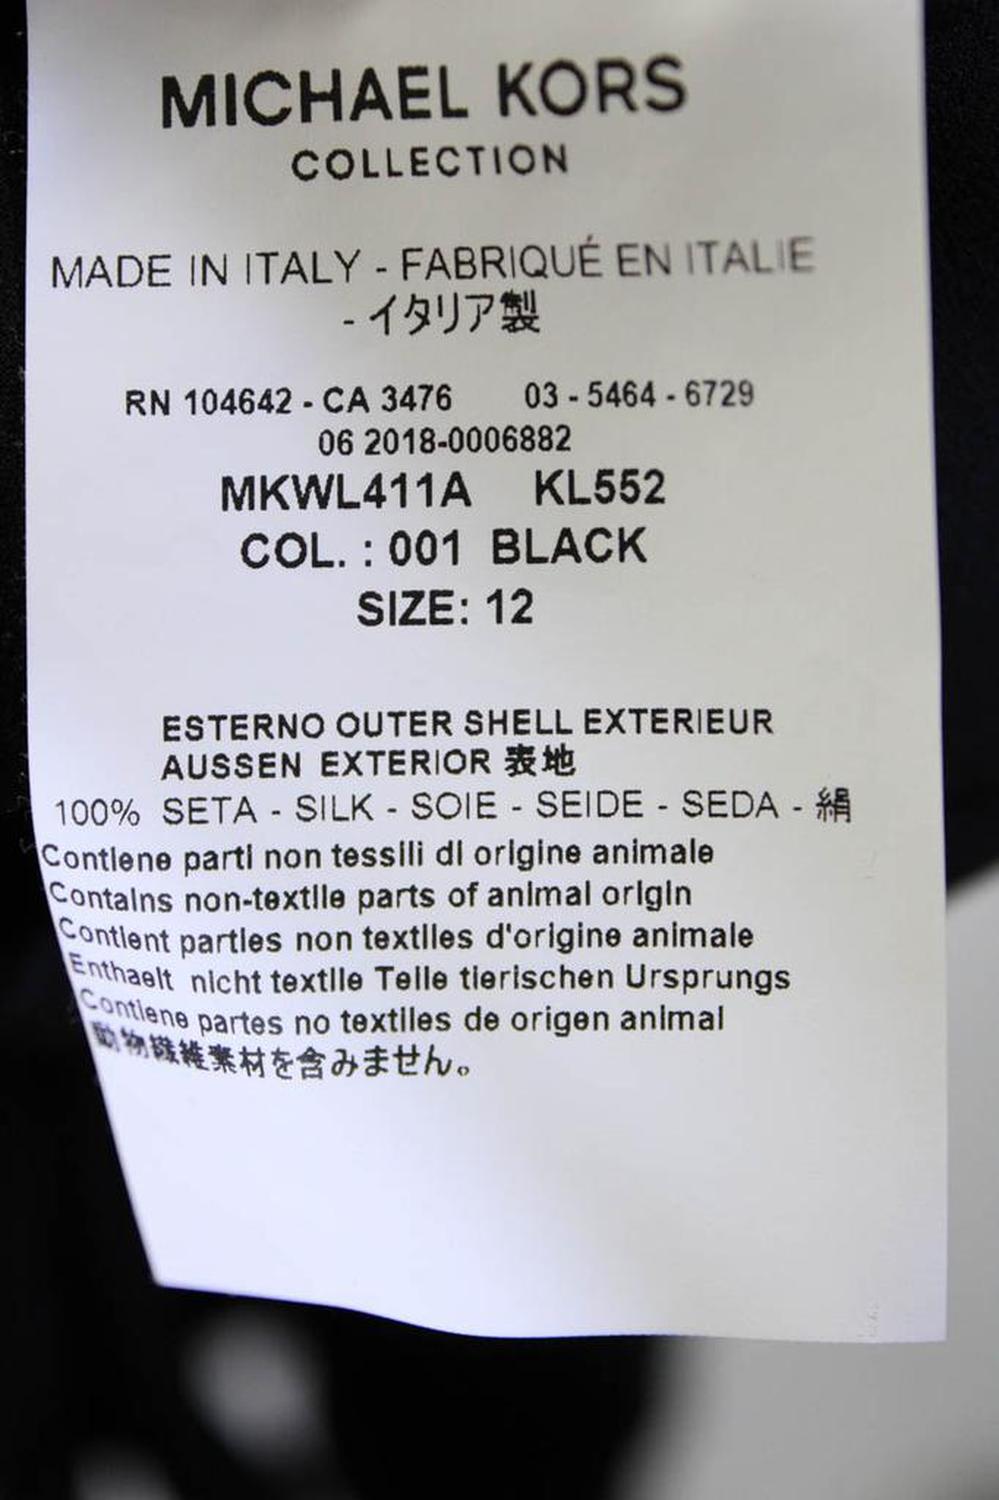 MICHAEL KORS
COLLECTION
MADE IN ITALY - FABRIQUÉ EN ITALIE
- イタリア製
RN 104642 - CA 3476 03 - 5464 - 6729
06 2018-0006882
MKWL411A KL552
COL. : 001 BLACK
SIZE: 12
ESTERNO OUTER SHELL EXTERIEUR
AUSSEN EXTERIOR 表地
100% SETA - SILK - SOIE - SEIDE - SEDA - 絹
Contiene parti non tessili di origine animale
Contains non-textile parts of animal origin
Contient parties non textiles d'origine animale
Enthaelt nicht textile Teile tierischen Ursprungs
Contiene partes no textiles de origen animal
動物繊維素材を含みません。